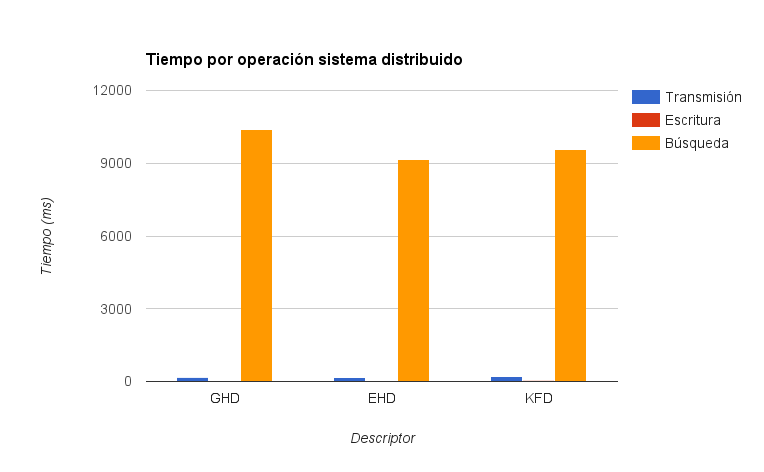 Tiempo por operación sistema distribuido
12000
9000
6000
3000
0
Tiempo (ms)
GHD
EHD
KFD
Descriptor
Transmisión
Escritura
Búsqueda